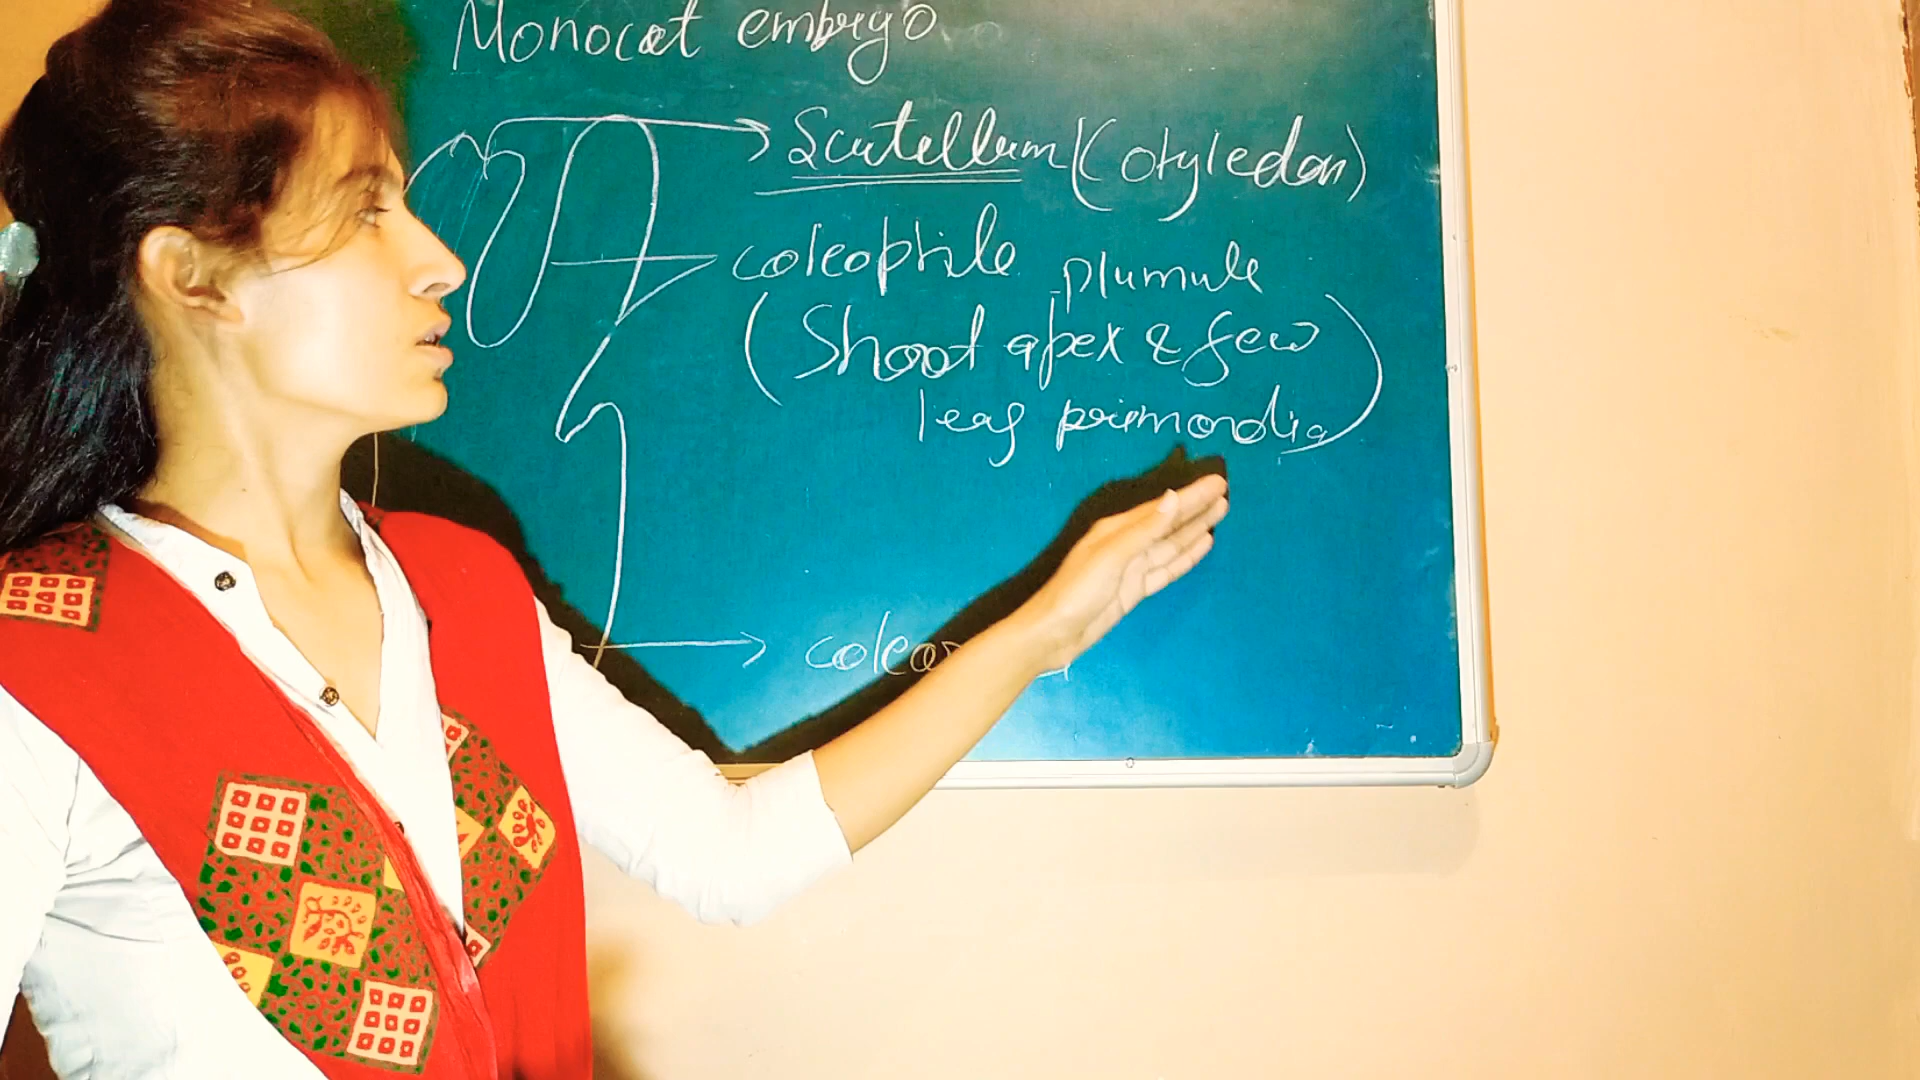 Monocot embryo
Scutellum (Cotyledon)
coleoptile plumule
(Shoot apex & few
leaf primordia)